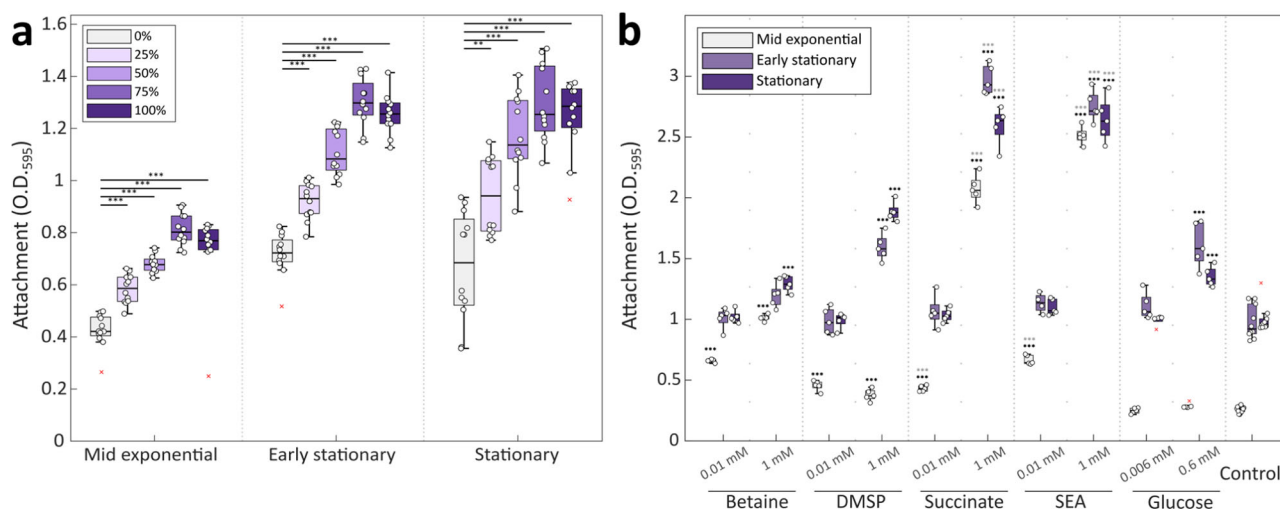 a
Attachment (O.D.595)
1.6
1.4
1.2
1
0.8
0.6
0.4
0.2
0
0%
25%
50%
75%
100%
***
***
***
***
***
***
***
***
***
***
***
**
Mid exponential
Early stationary
Stationary
b
Attachment (O.D.595)
3
2.5
2
1.5
1
0.5
0
Mid exponential
Early stationary
Stationary
0.01 mM
1 mM
0.01 mM
1 mM
0.01 mM
1 mM
0.01 mM
1 mM
0.006 mM
0.6 mM
Control
Betaine
DMSP
Succinate
SEA
Glucose